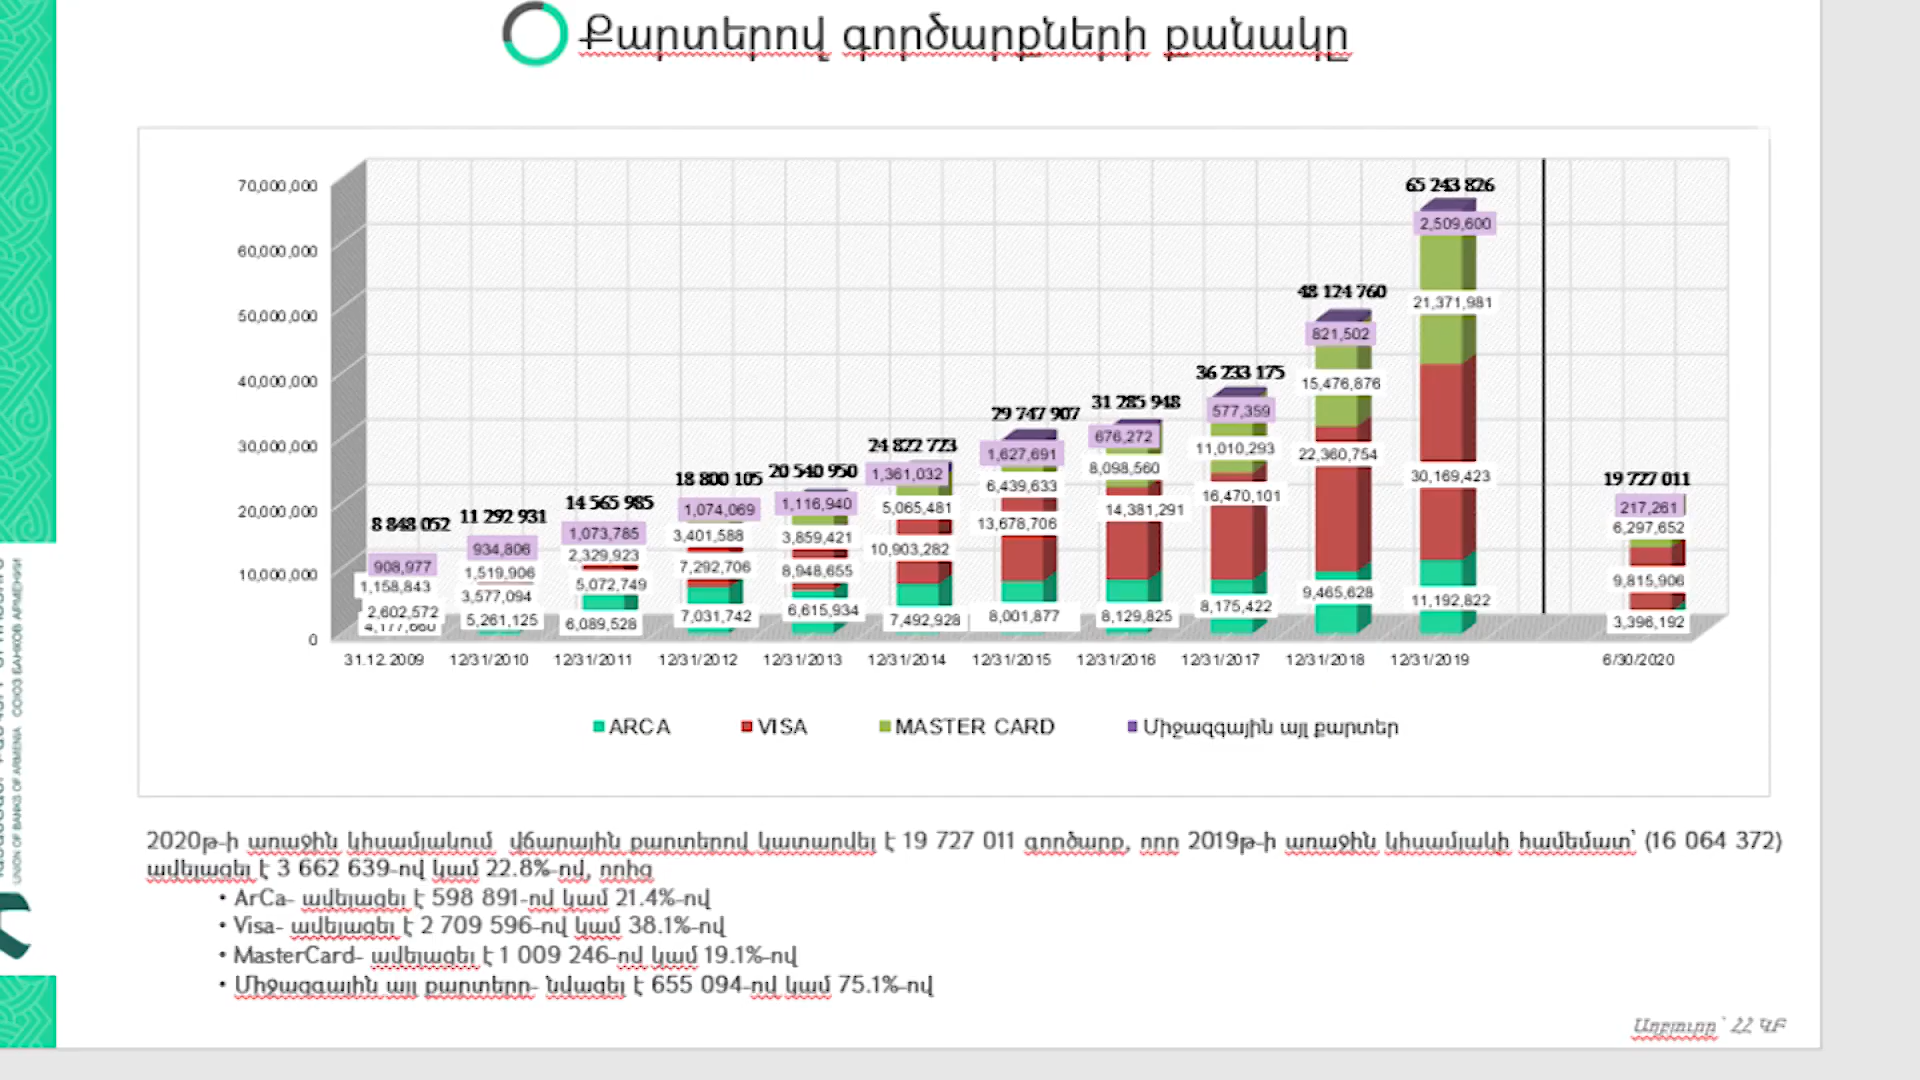 Քարտերով գործարքների քանակը
70,000,000
60,000,000
50,000,000
40,000,000
30,000,000
20,000,000
10,000,000
0
8 848 052
908,977
1,158,843
2,602,572
4,177,660
11 292 931
934,806
1,519,906
3,577,094
5,261,125
14 565 985
1,073,785
2,329,923
5,072,749
6,089,528
18 800 105
1,074,069
3,401,588
7,292,706
7,031,742
20 540 950
1,116,940
3,859,421
8,948,655
6,615,934
24 822 723
1,361,032
5,065,481
10,903,282
7,492,928
29 747 907
1,627,691
6,439,633
13,678,706
8,001,877
31 285 948
676,272
8,098,560
14,381,291
8,129,825
36 233 175
577,359
11,010,293
16,470,101
8,175,422
48 124 760
821,502
15,476,876
22,360,754
9,465,628
65 243 826
2,509,600
21,371,981
30,169,423
11,192,822
19 727 011
217,261
6,297,652
9,815,906
3,396,192
31.12.2009 12/31/2010 12/31/2011 12/31/2012 12/31/2013 12/31/2014 12/31/2015 12/31/2016 12/31/2017 12/31/2018 12/31/2019 6/30/2020
ARCA VISA MASTER CARD Միջազգային այլ քարտեր
2020թ-ի առաջին կիսամյակում վճարային քարտերով կատարվել է 19 727 011 գործարք, որը 2019թ-ի առաջին կիսամյակի համեմատ՝ (16 064 372)
ավելացել է 3 662 639-ով կամ 22.8%-ով, որից
• ArCa- ավելացել է 598 891-ով կամ 21.4%-ով
• Visa- ավելացել է 2 709 596-ով կամ 38.1%-ով
• MasterCard- ավելացել է 1 009 246-ով կամ 19.1%-ով
• Միջազգային այլ քարտերը- նվազել է 655 094-ով կամ 75.1%-ով
Աղբյուրը՝ ՀՀ ԿԲ
UNION OF BANKS OF ARMENIA СОЮЗ БАНКОВ АРМЕНИИ